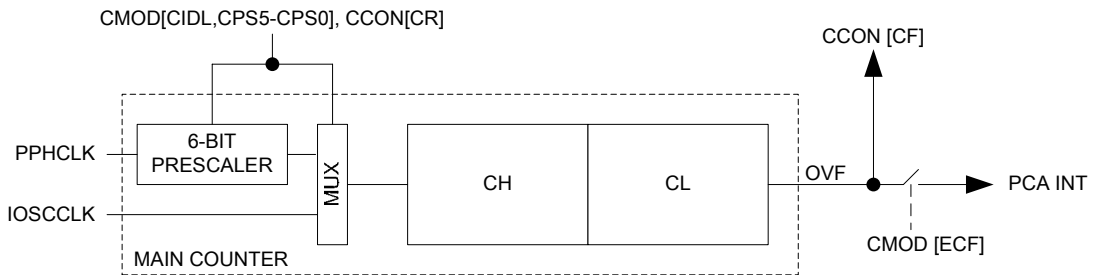 CMOD[CIDL,CPS5-CPS0], CCON[CR]
CCON [CF]
6-BIT
PRESCALER
PPHCLK
MUX
CH
CL
OVF
PCA INT
IOSCCLK
CMOD [ECF]
MAIN COUNTER